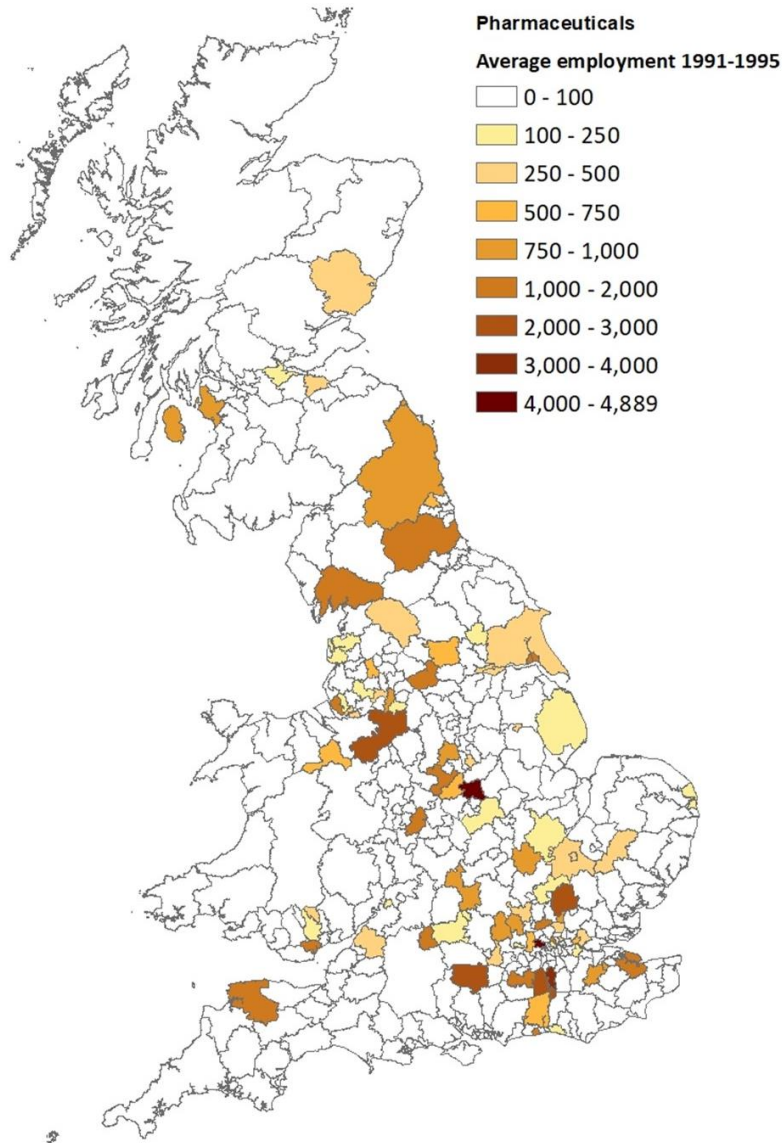 Pharmaceuticals
Average employment 1991-1995
0 - 100
100 - 250
250 - 500
500 - 750
750 - 1,000
1,000 - 2,000
2,000 - 3,000
3,000 - 4,000
4,000 - 4,889